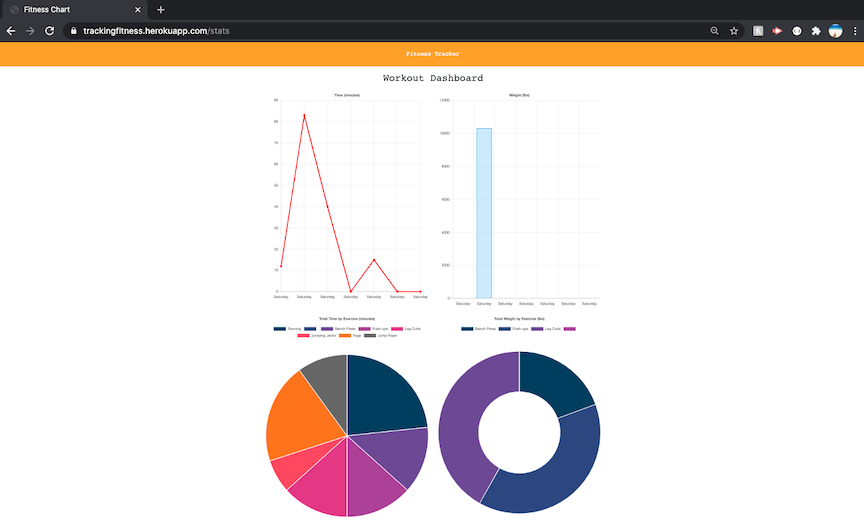 Fitness Chart
trackingfitness.herokuapp.com/stats
Fitness Tracker
Workout Dashboard
Time (minutes)
90
80
70
60
50
40
30
20
10
0
Saturday Saturday Saturday Saturday Saturday Saturday Saturday
Weight (lbs)
12000
10000
8000
6000
4000
2000
0
Saturday Saturday Saturday Saturday Saturday Saturday Saturday
Total Time by Exercise (minutes)
Running Bench Press Push-ups Leg Curls
Jumping Jacks Yoga Jump Rope
Total Weight by Exercise (lbs)
Bench Press Push-ups Leg Curls